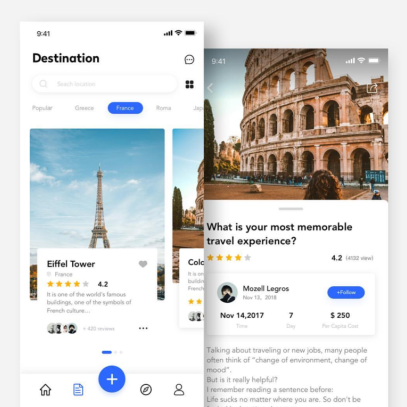 9:41
Destination
Seach location
Popular
Greece
France
Roma
Eiffel Tower
France
4.2
It is one of the world's famous
buildings, one of the symbols of
French culture...
+ 420 reviews
9:41
What is your most memorable
travel experience?
4.2 (4102 view)
Mozell Legros
Nov 13, 2018
+Follow
Nov 14,2017
7
$ 250
Time
Day
Per Capita Cost
Talking about traveling or new jobs, many people
often think of "change of environment, change of
mood".
But is it really helpful?
I remember reading a sentence before:
Life sucks no matter where you are. So don't be